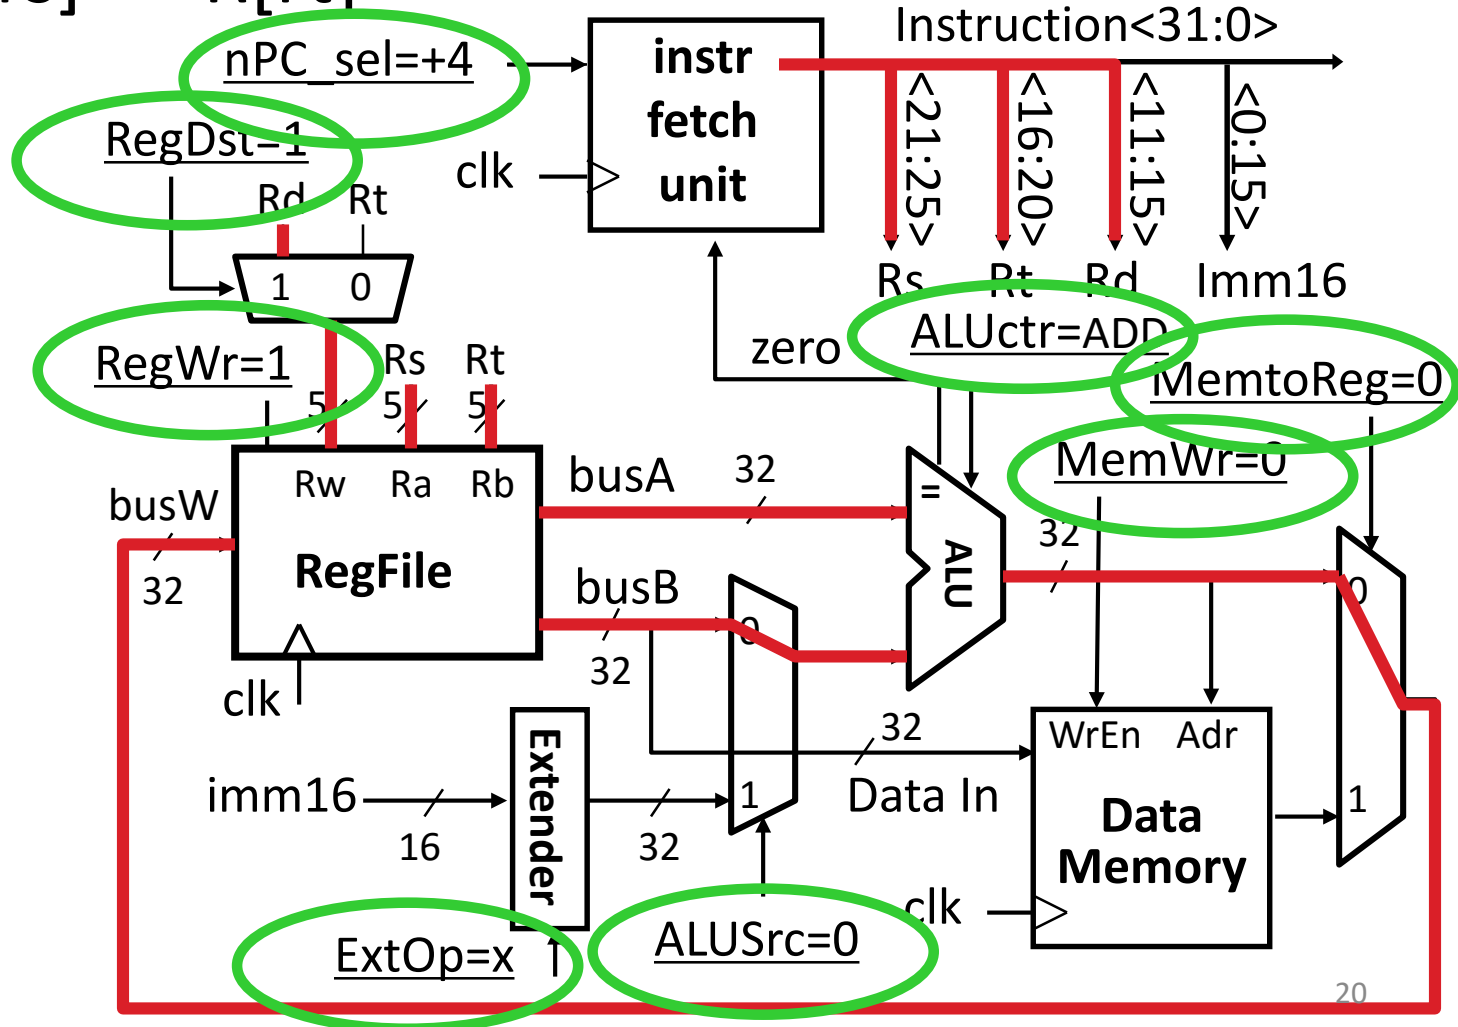 nPC_sel=+4
instr
fetch
unit
Instruction<31:0>
RegDst=1
clk
<21:25>
<16:20>
<11:15>
<0:15>
Rd Rt
1 0
Rs Rt Rd Imm16
ALUctr=ADD
zero
RegWr=1
Rs Rt
MemtoReg=0
5 5 5
MemWr=0
Rw Ra Rb
busA 32
=
busW
32
RegFile
ALU
32
busB
0
0
32
clk
Extender
32
WrEn Adr
imm16
1
Data In
1
16
32
Data
Memory
clk
ExtOp=x
ALUSrc=0
20